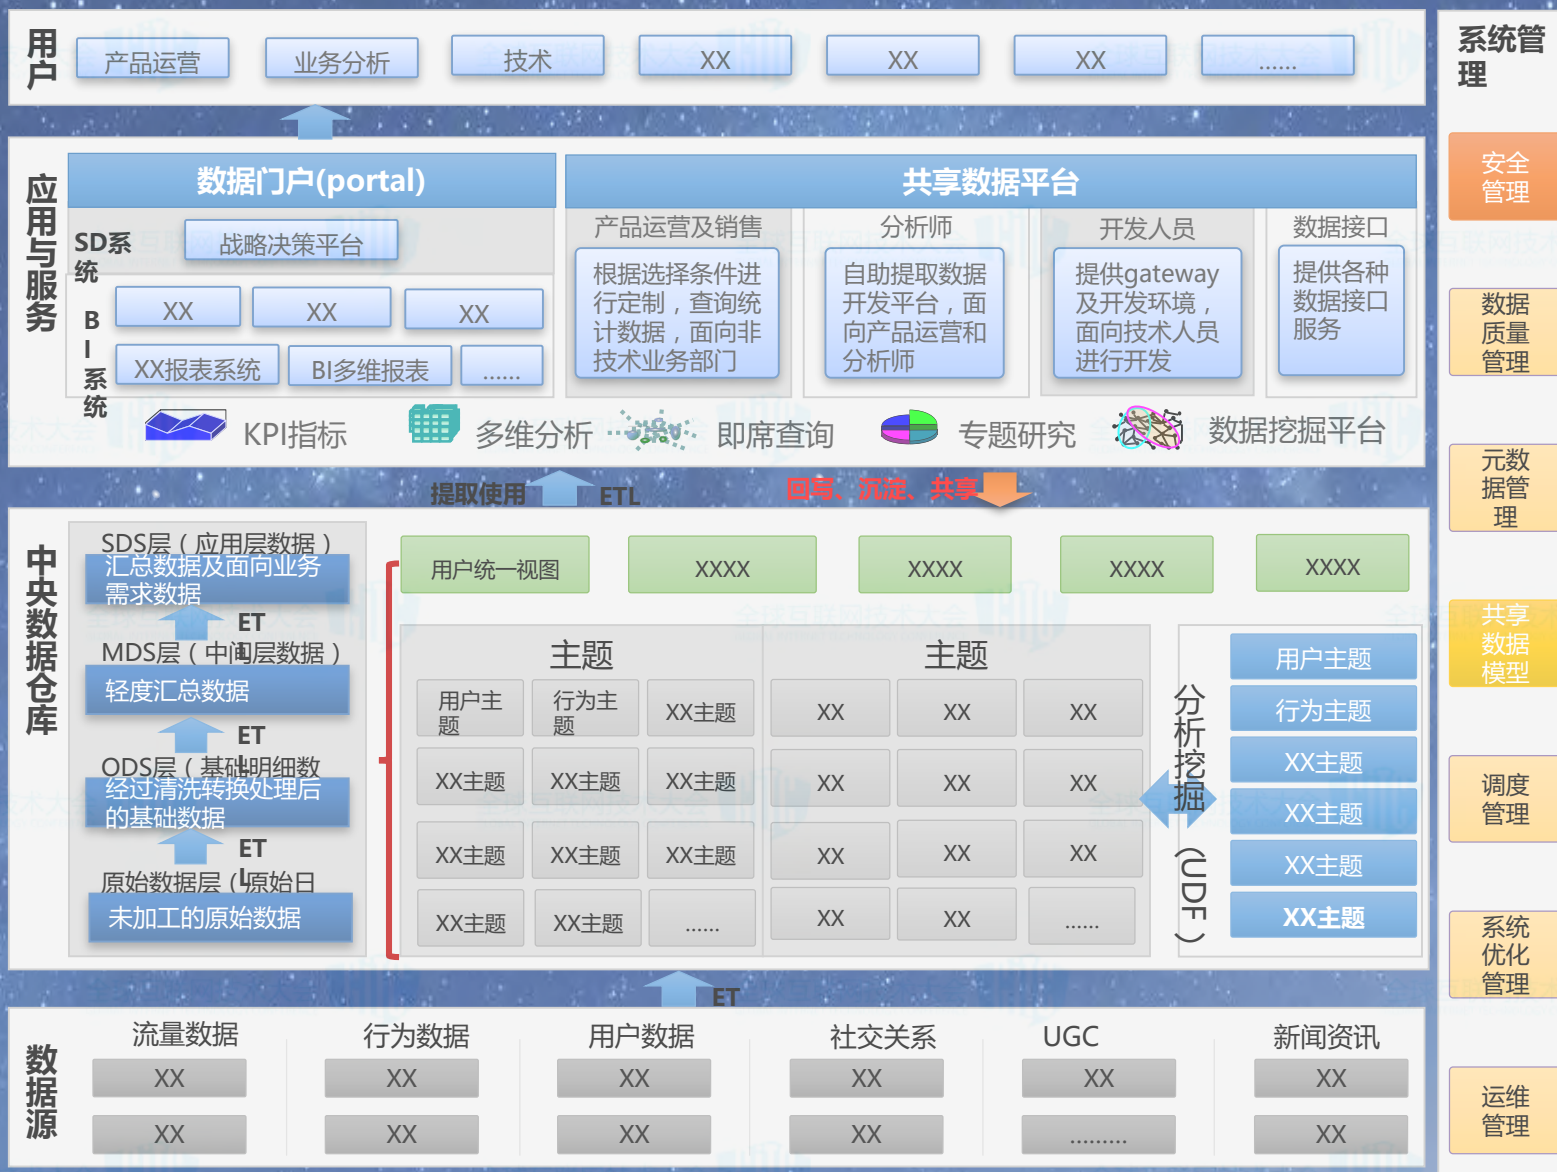 用户
产品运营
业务分析
技术
XX
XX
XX
......
系统管
理
安全
管理
数据
质量
管理
元数
据管
理
共享
数据
模型
调度
管理
系统
优化
管理
运维
管理
应用与服务
数据门户(portal)
SD系
统
战略决策平台
B
I
系
统
XX
XX
XX
XX报表系统
BI多维报表
......
共享数据平台
产品运营及销售
根据选择条件进
行定制，查询统
计数据，面向非
技术业务部门
分析师
自助提取数据
开发平台，面
向产品运营和
分析师
开发人员
提供gateway
及开发环境，
面向技术人员
进行开发
数据接口
提供各种
数据接口
服务
KPI指标
多维分析
即席查询
专题研究
数据挖掘平台
提取使用
ETL
回写、沉淀、共享
中央数据仓库
SDS层（应用层数据）
汇总数据及面向业务
需求数据
ET
L
MDS层（中间层数据）
轻度汇总数据
ET
L
ODS层（基础明细数
经过清洗转换处理后
的基础数据
ET
L
原始数据层（原始日
未加工的原始数据
用户统一视图
XXXX
XXXX
XXXX
XXXX
主题
用户主
题
行为主
题
XX主题
XX主题
XX主题
XX主题
XX主题
XX主题
XX主题
XX主题
XX主题
......
主题
XX
XX
XX
XX
XX
XX
XX
XX
XX
XX
XX
......
分析挖掘（UDF）
用户主题
行为主题
XX主题
XX主题
XX主题
XX主题
ET
数据源
流量数据
行为数据
用户数据
社交关系
UGC
新闻资讯
XX
XX
XX
XX
XX
XX
XX
XX
XX
XX
.........
XX